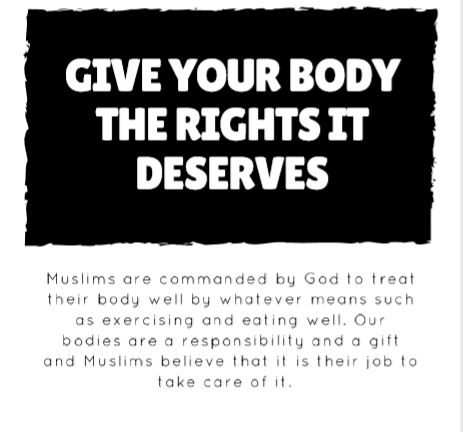 GIVE YOUR BODY
THE RIGHTS IT
DESERVES
Muslims are commanded by God to treat
their body well by whatever means such
as exercising and eating well. Our
bodies are a responsibility and a gift
and Muslims believe that it is their job to
take care of it.